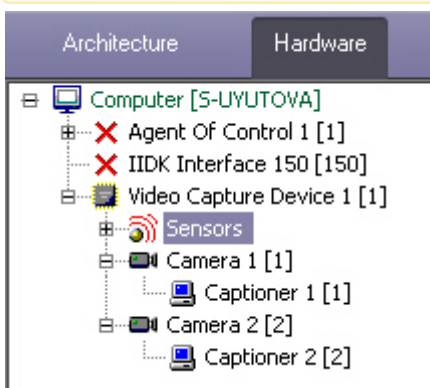 Architecture Hardware
Computer [S-UYUTOVA]
Agent Of Control 1 [1]
IIDK Interface 150 [150]
Video Capture Device 1 [1]
Sensors
Camera 1 [1]
Captioner 1 [1]
Camera 2 [2]
Captioner 2 [2]